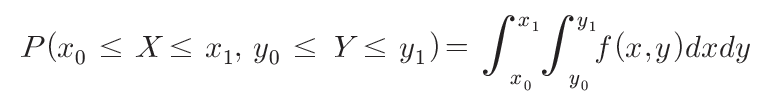 P(x₀ ≤ X ≤ x₁, y₀ ≤ Y ≤ y₁) = ∫_{x₀}^{x₁} ∫_{y₀}^{y₁} f(x,y)dxdy